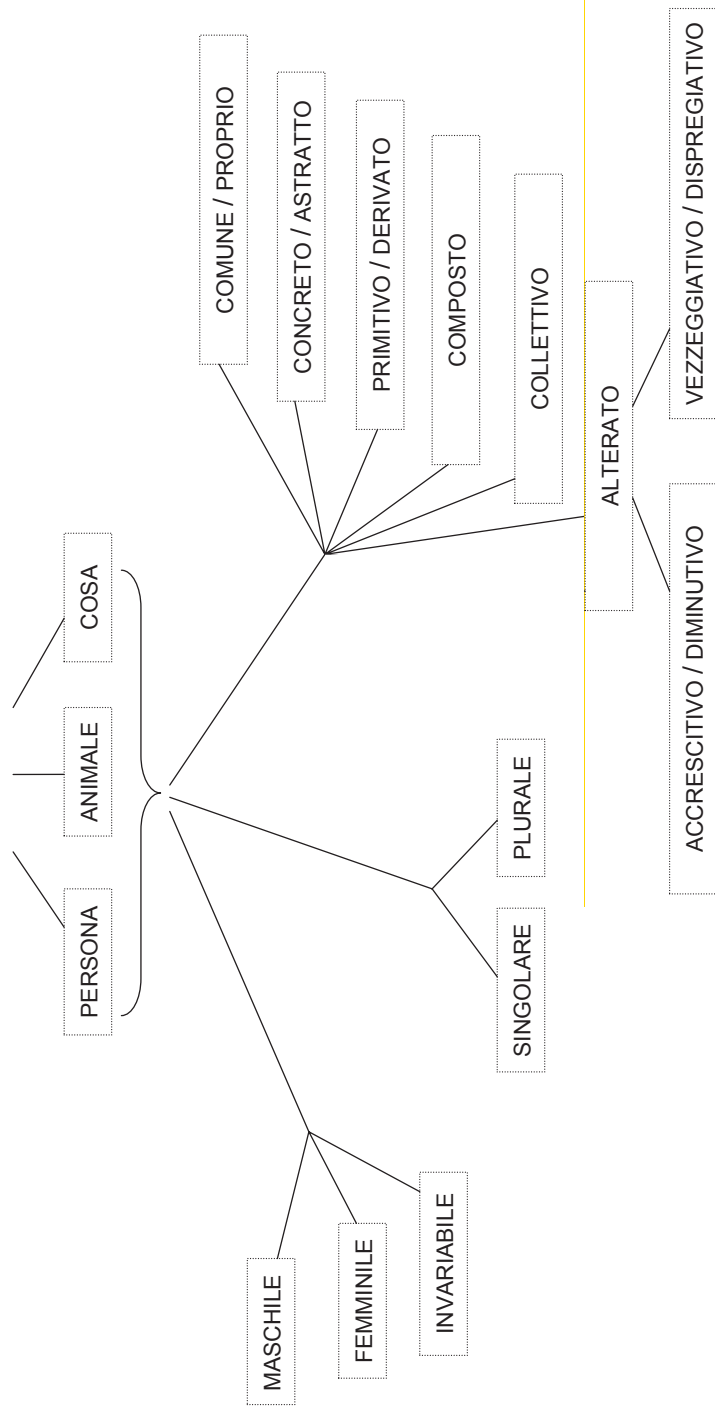 PERSONA
ANIMALE
COSA
MASCHILE
FEMMINILE
INVARIABILE
SINGOLARE
PLURALE
COMUNE / PROPRIO
CONCRETO / ASTRATTO
PRIMITIVO / DERIVATO
COMPOSTO
COLLETTIVO
ALTERATO
ACCRESCITIVO / DIMINUTIVO
VEZZEGGIATIVO / DISPREGIATIVO